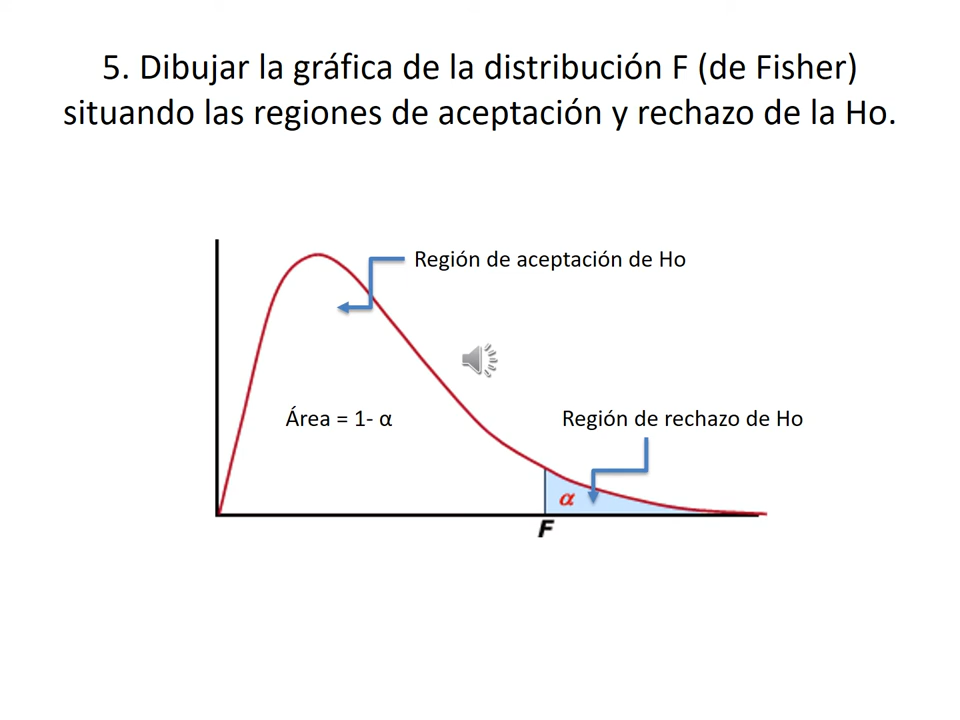 5. Dibujar la gráfica de la distribución F (de Fisher)
situando las regiones de aceptación y rechazo de la Ho.
Región de aceptación de Ho
Área = 1- α
Región de rechazo de Ho
α
F